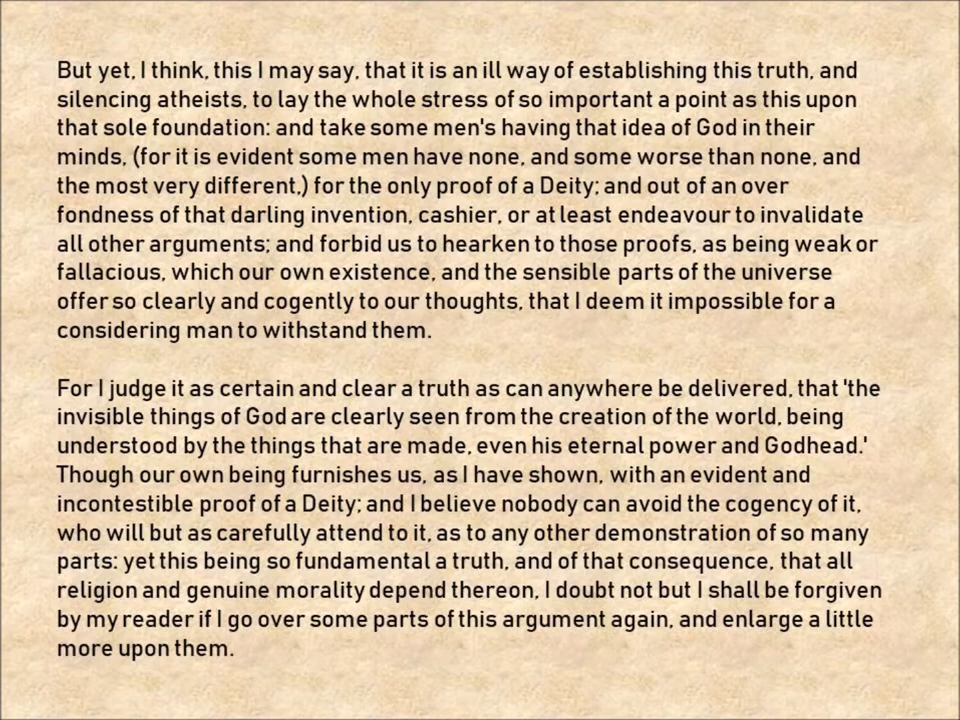 But yet, I think, this I may say, that it is an ill way of establishing this truth, and
silencing atheists, to lay the whole stress of so important a point as this upon
that sole foundation: and take some men's having that idea of God in their
minds, (for it is evident some men have none, and some worse than none, and
the most very different,) for the only proof of a Deity; and out of an over
fondness of that darling invention, cashier, or at least endeavour to invalidate
all other arguments; and forbid us to hearken to those proofs, as being weak or
fallacious, which our own existence, and the sensible parts of the universe
offer so clearly and cogently to our thoughts, that I deem it impossible for a
considering man to withstand them.

For I judge it as certain and clear a truth as can anywhere be delivered, that 'the
invisible things of God are clearly seen from the creation of the world, being
understood by the things that are made, even his eternal power and Godhead.'
Though our own being furnishes us, as I have shown, with an evident and
incontestible proof of a Deity; and I believe nobody can avoid the cogency of it,
who will but as carefully attend to it, as to any other demonstration of so many
parts: yet this being so fundamental a truth, and of that consequence, that all
religion and genuine morality depend thereon, I doubt not but I shall be forgiven
by my reader if I go over some parts of this argument again, and enlarge a little
more upon them.